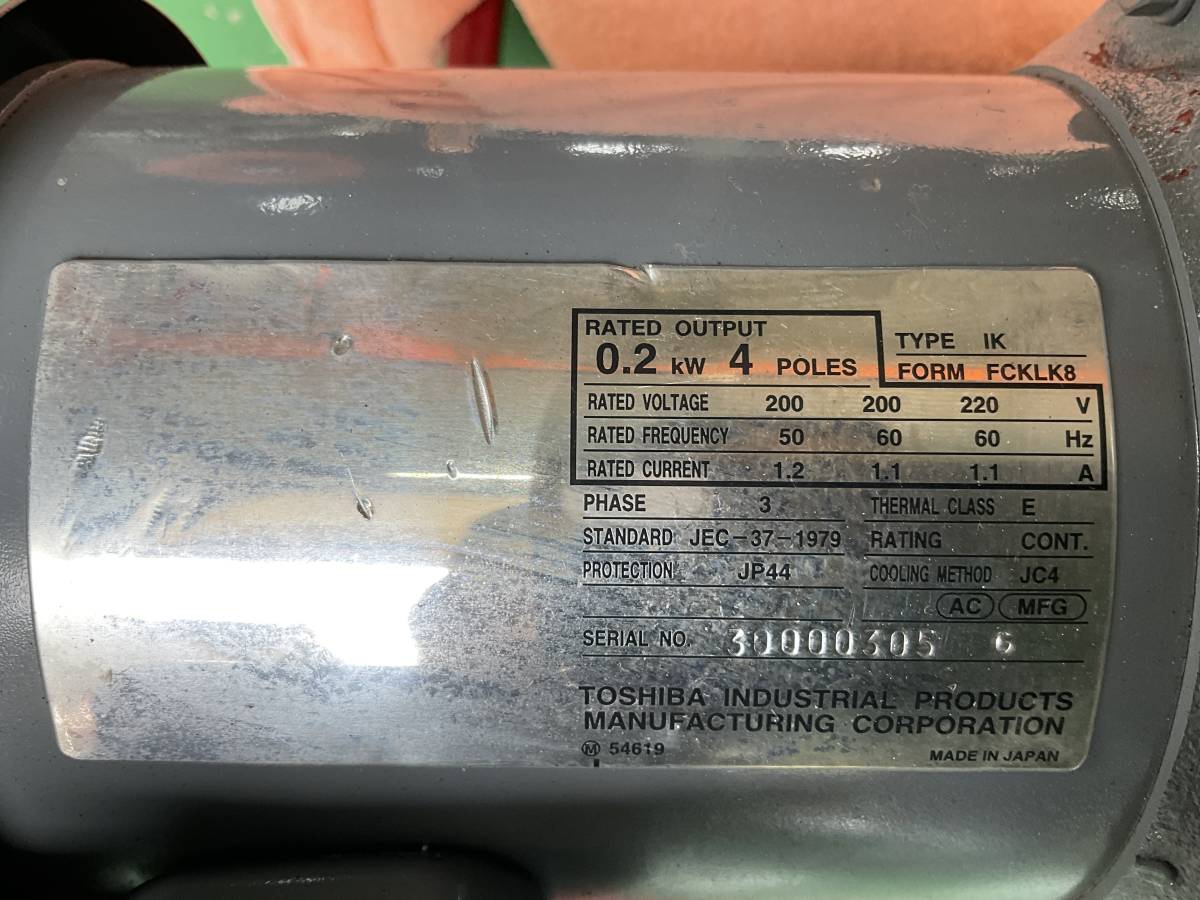 RATED OUTPUT
0.2 kW 4 POLES
TYPE IK
FORM FCKLK8
RATED VOLTAGE 200 200 220 V
RATED FREQUENCY 50 60 60 Hz
RATED CURRENT 1.2 1.1 1.1 A
PHASE 3 THERMAL CLASS E
STANDARD JEC-37-1979 RATING CONT.
PROTECTION JP44 COOLING METHOD JC4
AC MFG
SERIAL NO. 30000305 G
TOSHIBA INDUSTRIAL PRODUCTS
MANUFACTURING CORPORATION
Ⓜ 54619 MADE IN JAPAN